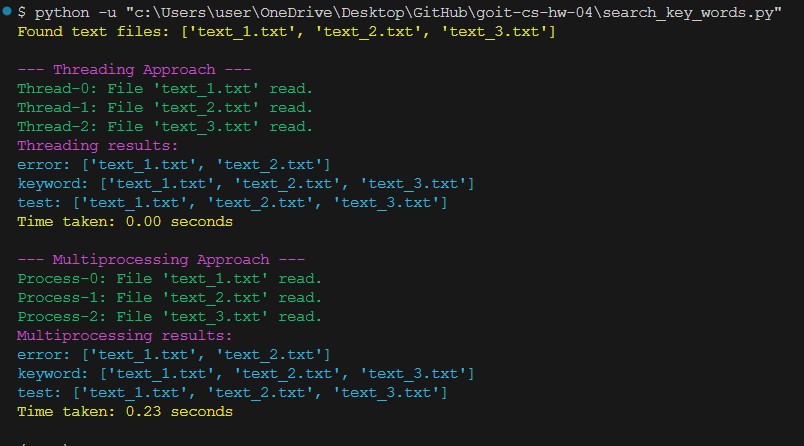 $ python -u "c:\Users\user\OneDrive\Desktop\GitHub\goit-cs-hw-04\search_key_words.py"
Found text files: ['text_1.txt', 'text_2.txt', 'text_3.txt']
--- Threading Approach ---
Thread-0: File 'text_1.txt' read.
Thread-1: File 'text_2.txt' read.
Thread-2: File 'text_3.txt' read.
Threading results:
error: ['text_1.txt', 'text_2.txt']
keyword: ['text_1.txt', 'text_2.txt', 'text_3.txt']
test: ['text_1.txt', 'text_2.txt', 'text_3.txt']
Time taken: 0.00 seconds
--- Multiprocessing Approach ---
Process-0: File 'text_1.txt' read.
Process-1: File 'text_2.txt' read.
Process-2: File 'text_3.txt' read.
Multiprocessing results:
error: ['text_1.txt', 'text_2.txt']
keyword: ['text_1.txt', 'text_2.txt', 'text_3.txt']
test: ['text_1.txt', 'text_2.txt', 'text_3.txt']
Time taken: 0.23 seconds